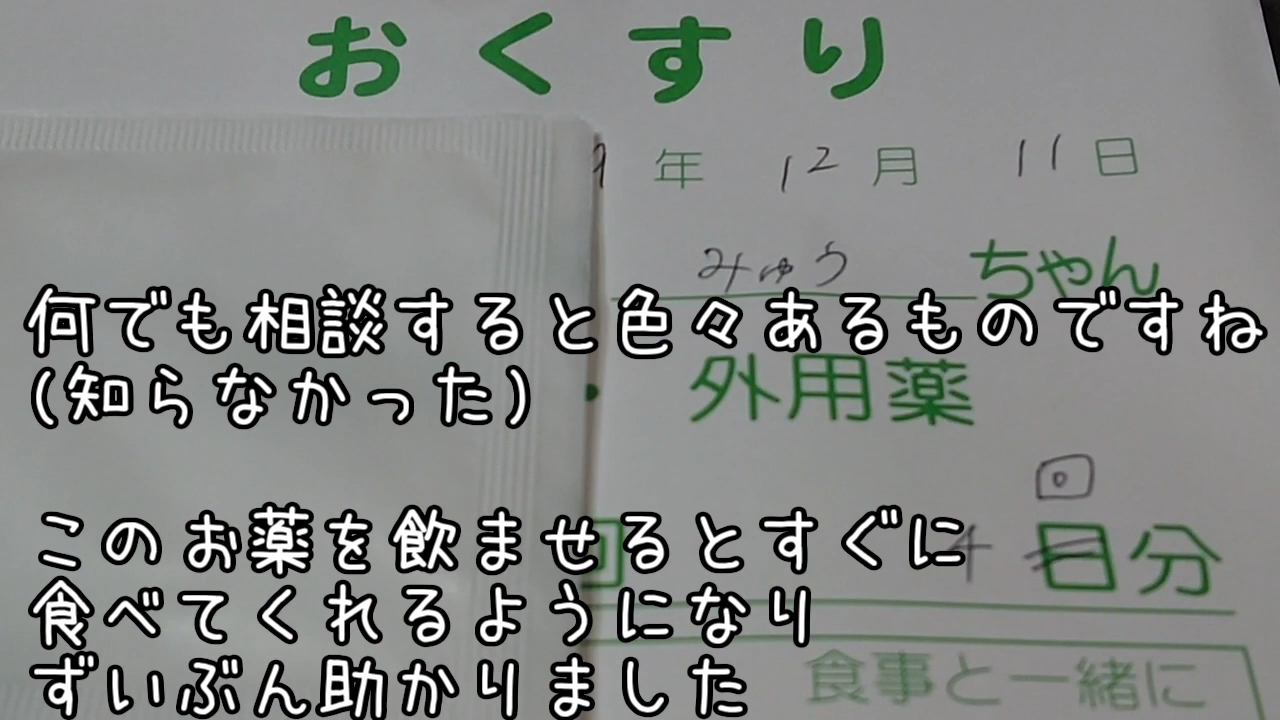 おくすり
9 年 12 月 11 日
みゅう ちゃん
何でも相談すると色々あるものですね
(知らなかった)
・ 外用薬
回
このお薬を飲ませるとすぐに
回 4 日分
食べてくれるようになり
ずいぶん助かりました
食事と一緒に